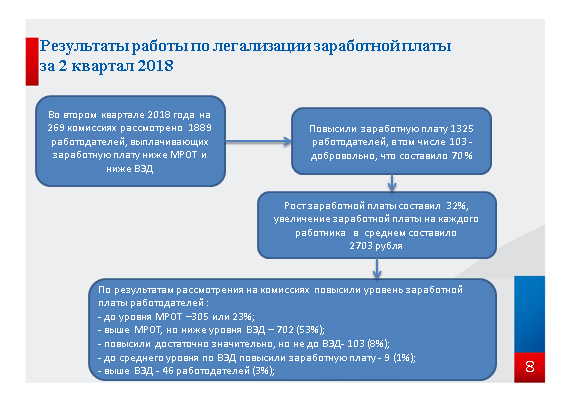 Результаты работы по легализации заработной платы
за 2 квартал 2018
Во втором квартале 2018 года на
269 комиссиях рассмотрено 1889
работодателей, выплачивающих
заработную плату ниже МРОТ и
ниже ВЭД
Повысили заработную плату 1325
работодателей, в том числе 103 -
добровольно, что составило 70%
Рост заработной платы составил 32%,
увеличение заработной платы на каждого
работника в среднем составило
2703 рубля
По результатам рассмотрения на комиссиях повысили уровень заработной
платы работодателей :
- до уровня МРОТ –305 или 23%;
- выше МРОТ, но ниже уровня ВЭД – 702 (53%);
- повысили достаточно значительно, но не до ВЭД- 103 (8%);
- до среднего уровня по ВЭД повысили заработную плату - 9 (1%);
- выше ВЭД - 46 работодателей (3%);
8